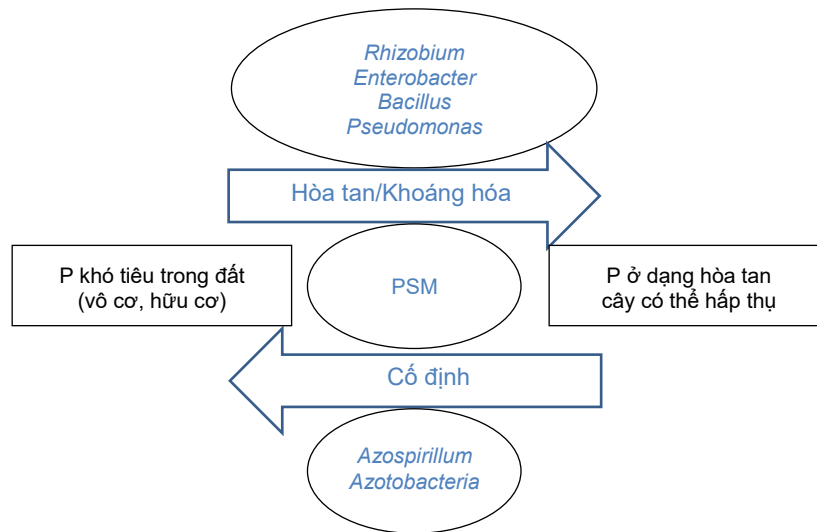 Rhizobium
Enterobacter
Bacillus
Pseudomonas
Hòa tan/Khoáng hóa
P khó tiêu trong đất
(vô cơ, hữu cơ)
PSM
P ở dạng hòa tan
cây có thể hấp thụ
Cố định
Azospirillum
Azotobacteria